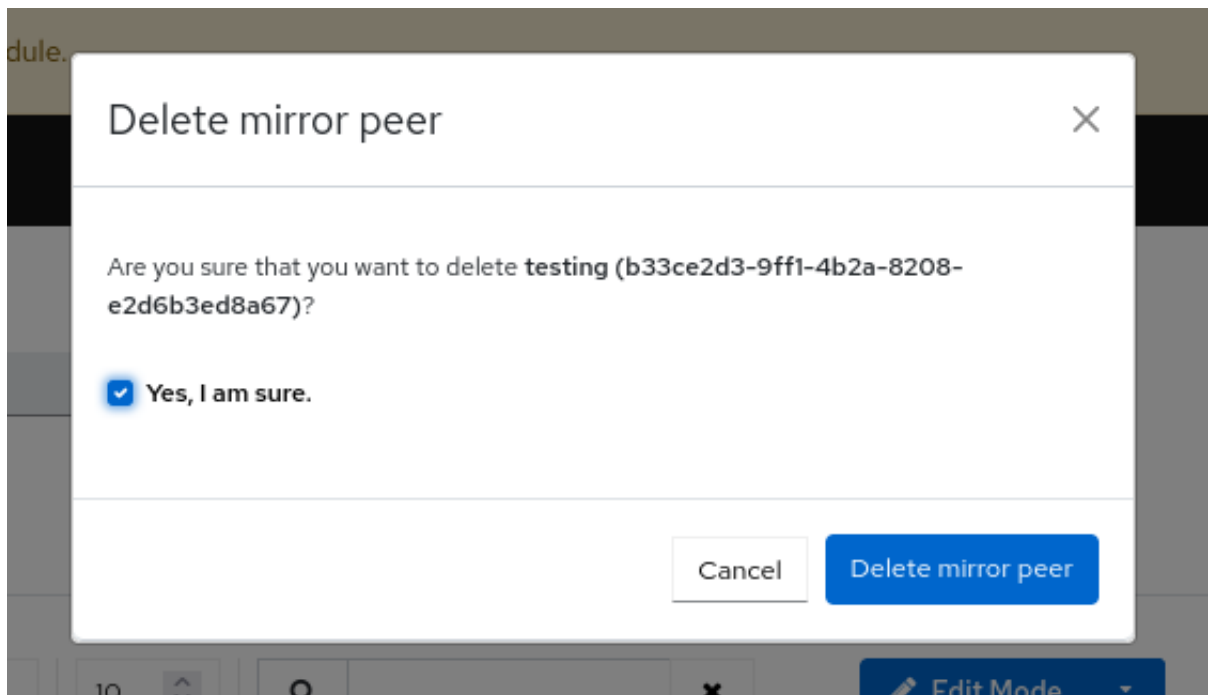 dule.
Delete mirror peer
Are you sure that you want to delete testing (b33ce2d3-9ff1-4b2a-8208-
e2d6b3ed8a67)?
Yes, I am sure.
Cancel
Delete mirror peer
10
Edit Mode